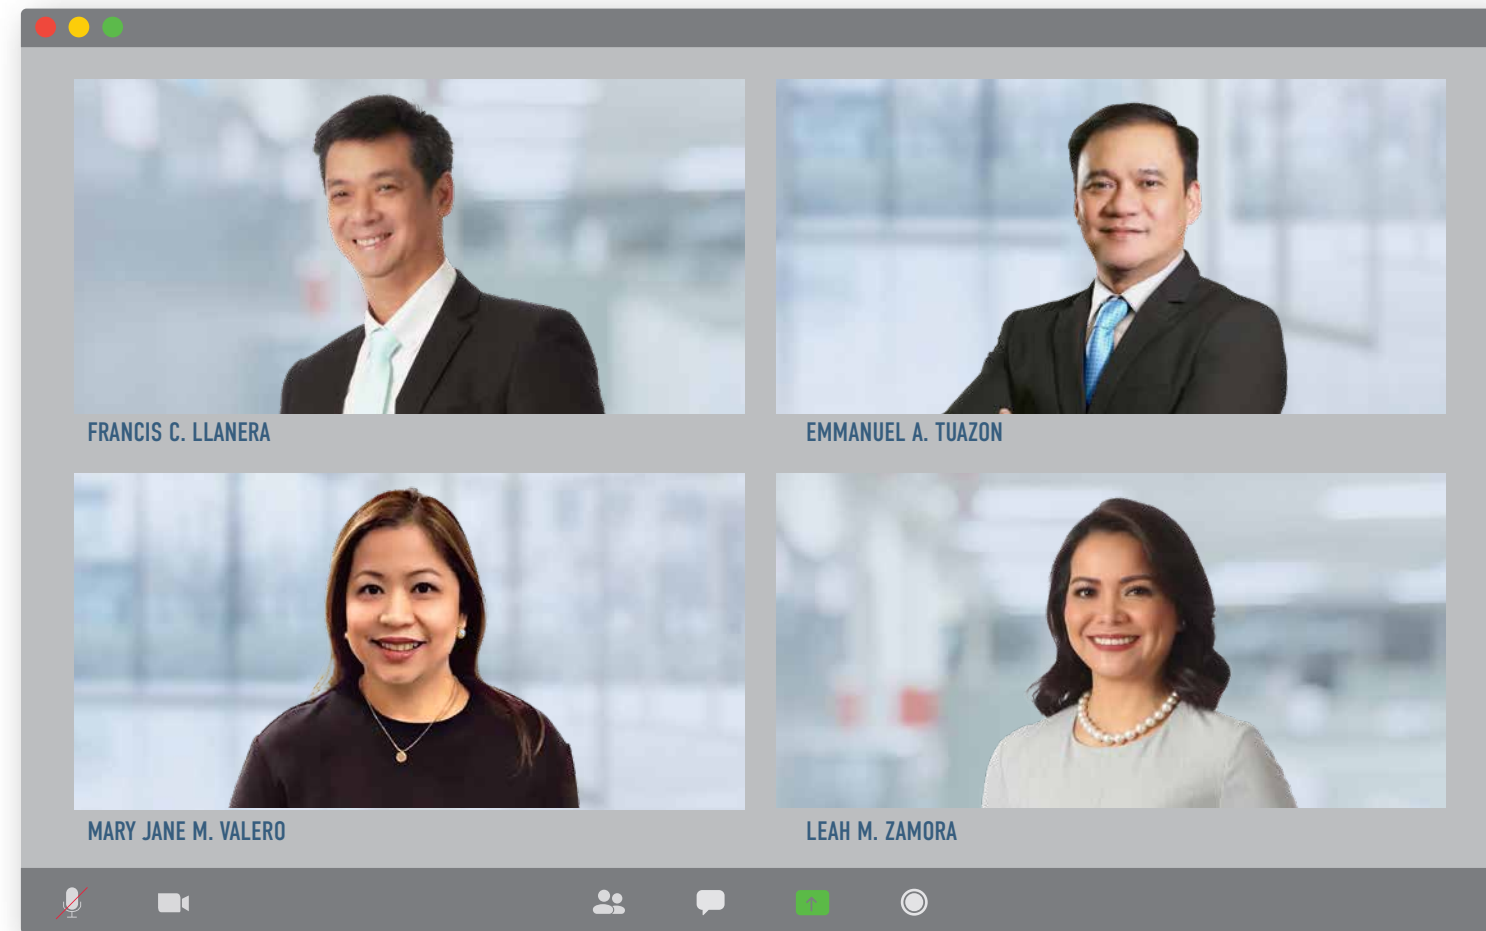 FRANCIS C. LLANERA
EMMANUEL A. TUAZON
MARY JANE M. VALERO
LEAH M. ZAMORA